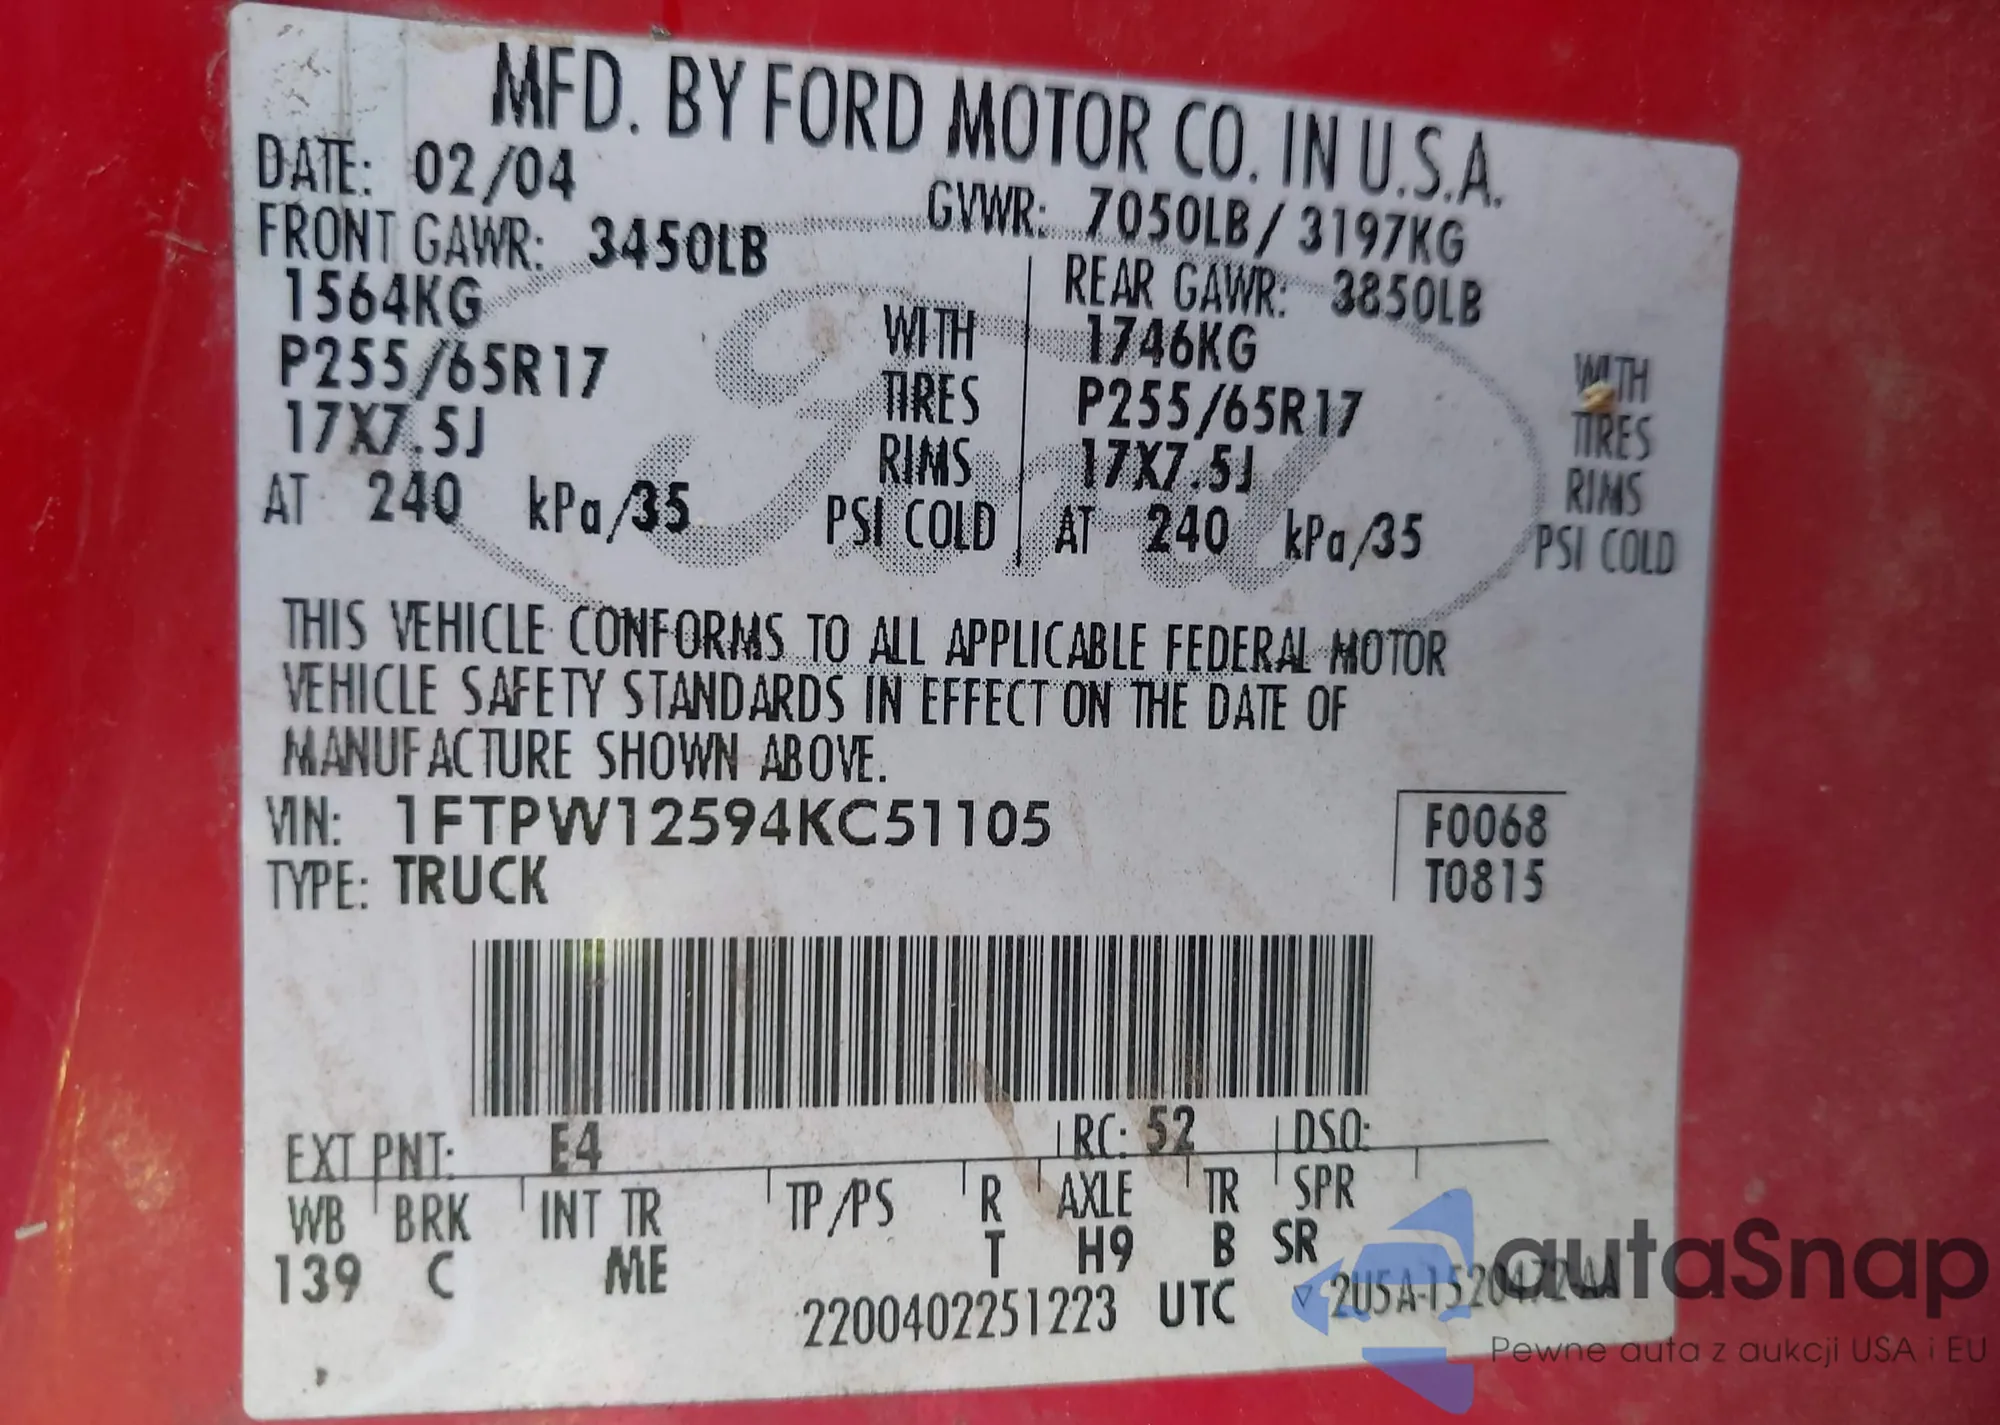 MFD. BY FORD MOTOR CO. IN U.S.A.
DATE: 02/04
GVWR: 7050LB/3197KG
FRONT GAWR: 3450LB
1564KG WITH
P255/65R17 TIRES
17X7.5J RIMS
AT 240 kPa/35 PSI COLD
REAR GAWR: 3850LB
1746KG WITH
P255/65R17 TIRES
17X7.5J RIMS
AT 240 kPa/35 PSI COLD
Ford
THIS VEHICLE CONFORMS TO ALL APPLICABLE FEDERAL MOTOR
VEHICLE SAFETY STANDARDS IN EFFECT ON THE DATE OF
MANUFACTURE SHOWN ABOVE.
VIN: 1FTPW12594KC51105
TYPE: TRUCK
F0068
T0815
EXT PNT: E4 RC: 52 DSO:
WB BRK INT TR TP/PS R AXLE TR SPR
139 C ME T H9 B SR
2200402251223 UTC
▽ 2U5A-1520472-AA
autaSnap
Pewne auta z aukcji USA i EU